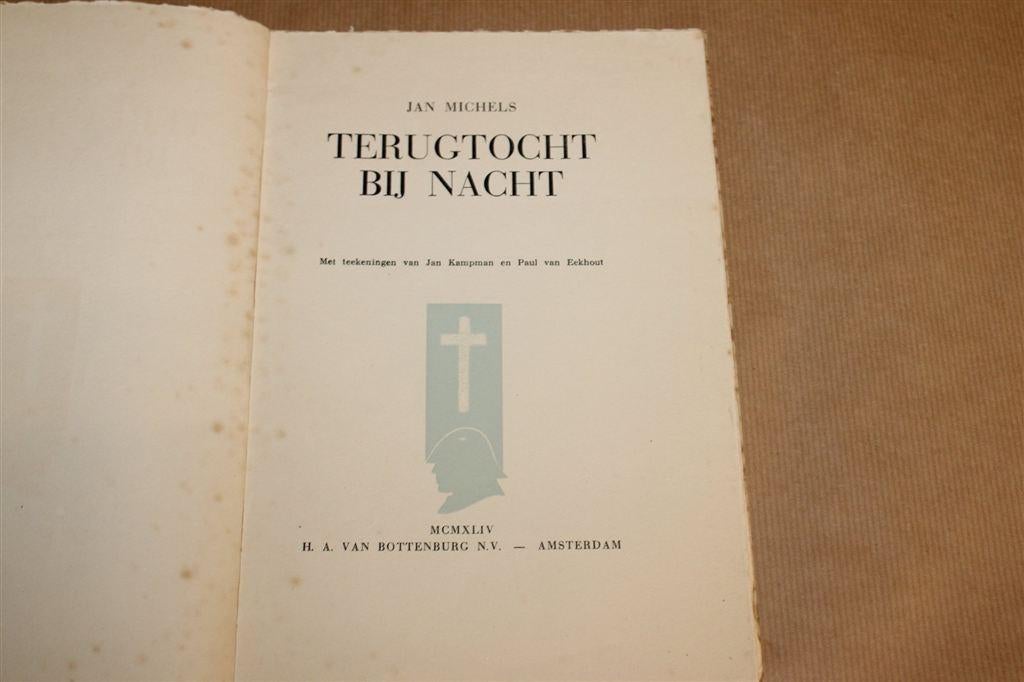 JAN MICHELS
TERUGTOCHT
BIJ NACHT
Met teekeningen van Jan Kampman en Paul van Eekhout
MCMXLIV
H. A. VAN BOTTENBURG N.V. — AMSTERDAM